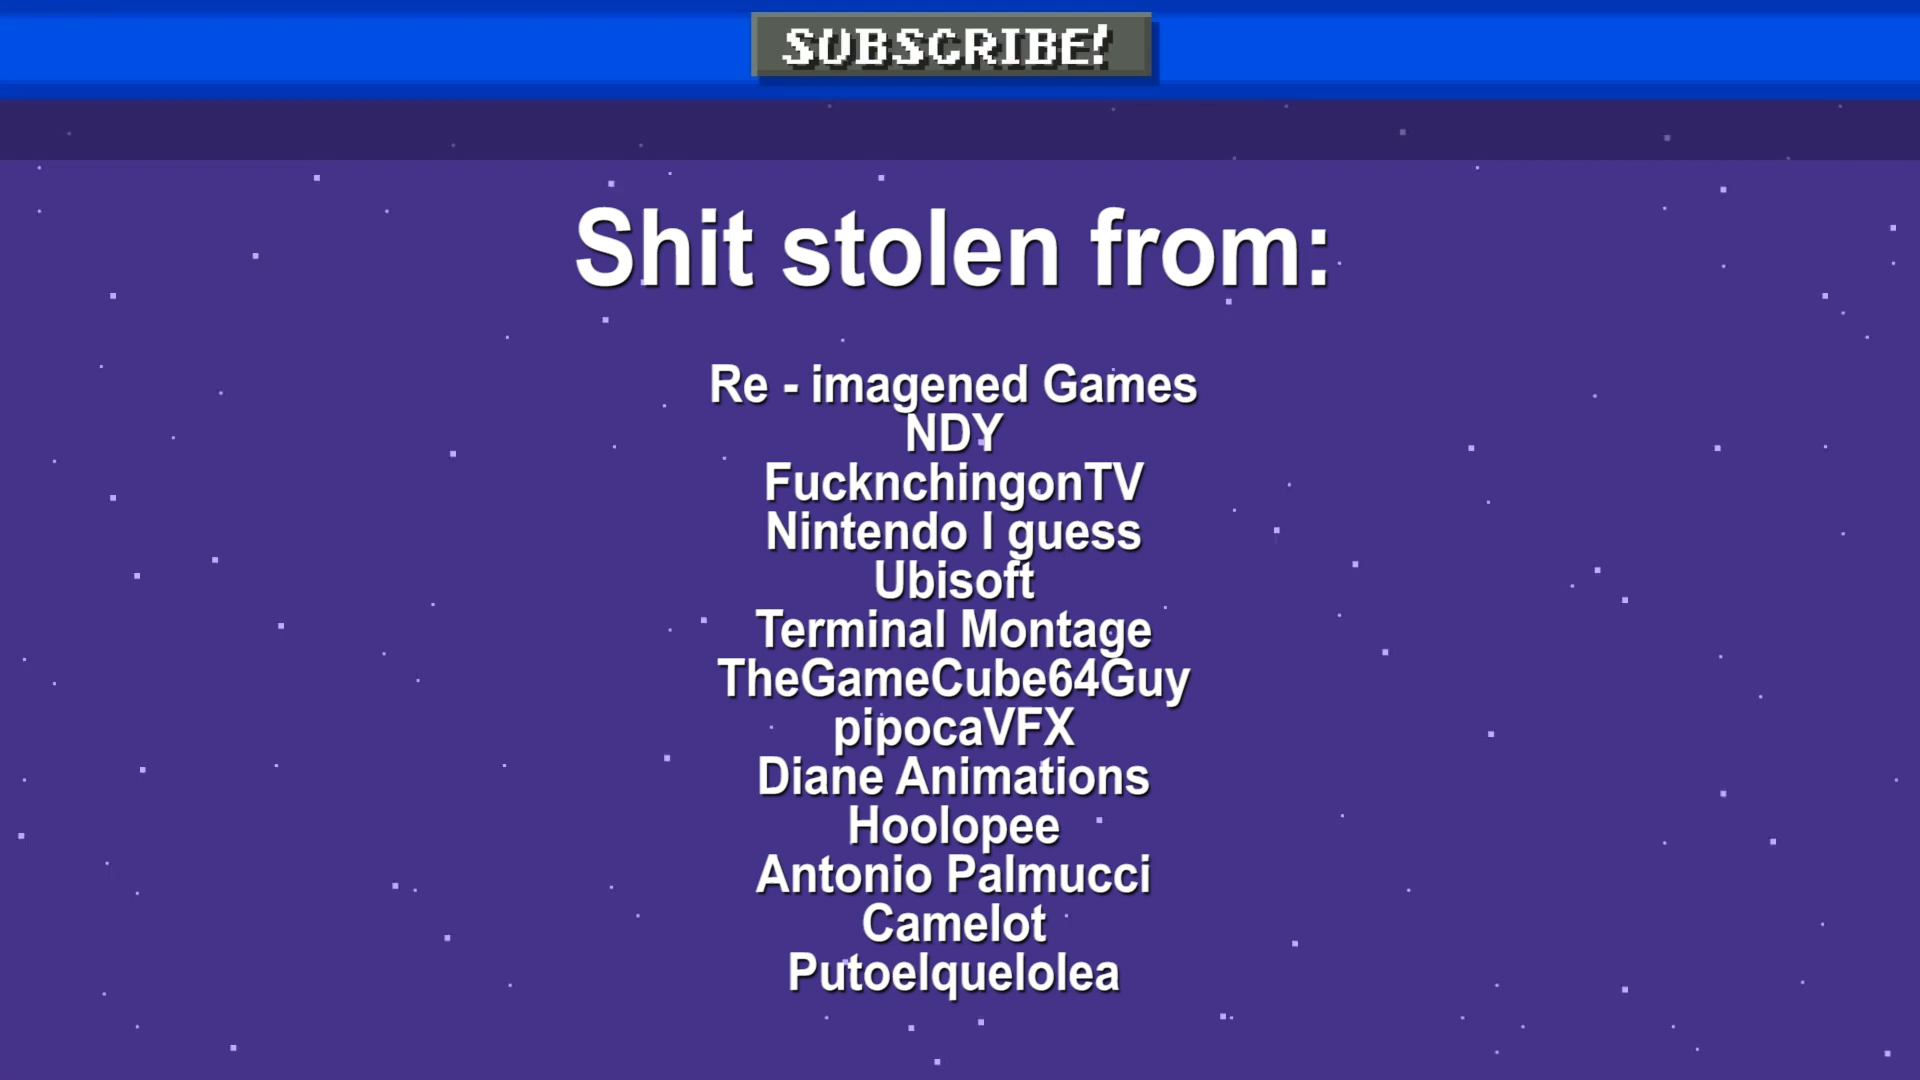 SUBSCRIBE!
Shit stolen from:
Re - imagened Games
NDY
FucknchingonTV
Nintendo I guess
Ubisoft
Terminal Montage
TheGameCube64Guy
pipocaVFX
Diane Animations
Hoolopee
Antonio Palmucci
Camelot
Putoelquelolea